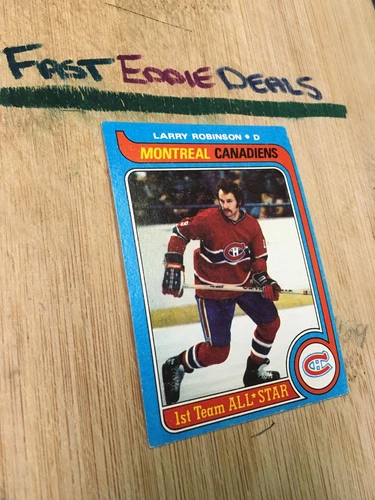 FAST EDDIE DEALS
LARRY ROBINSON • D
MONTREAL CANADIENS
1st Team ALL★STAR